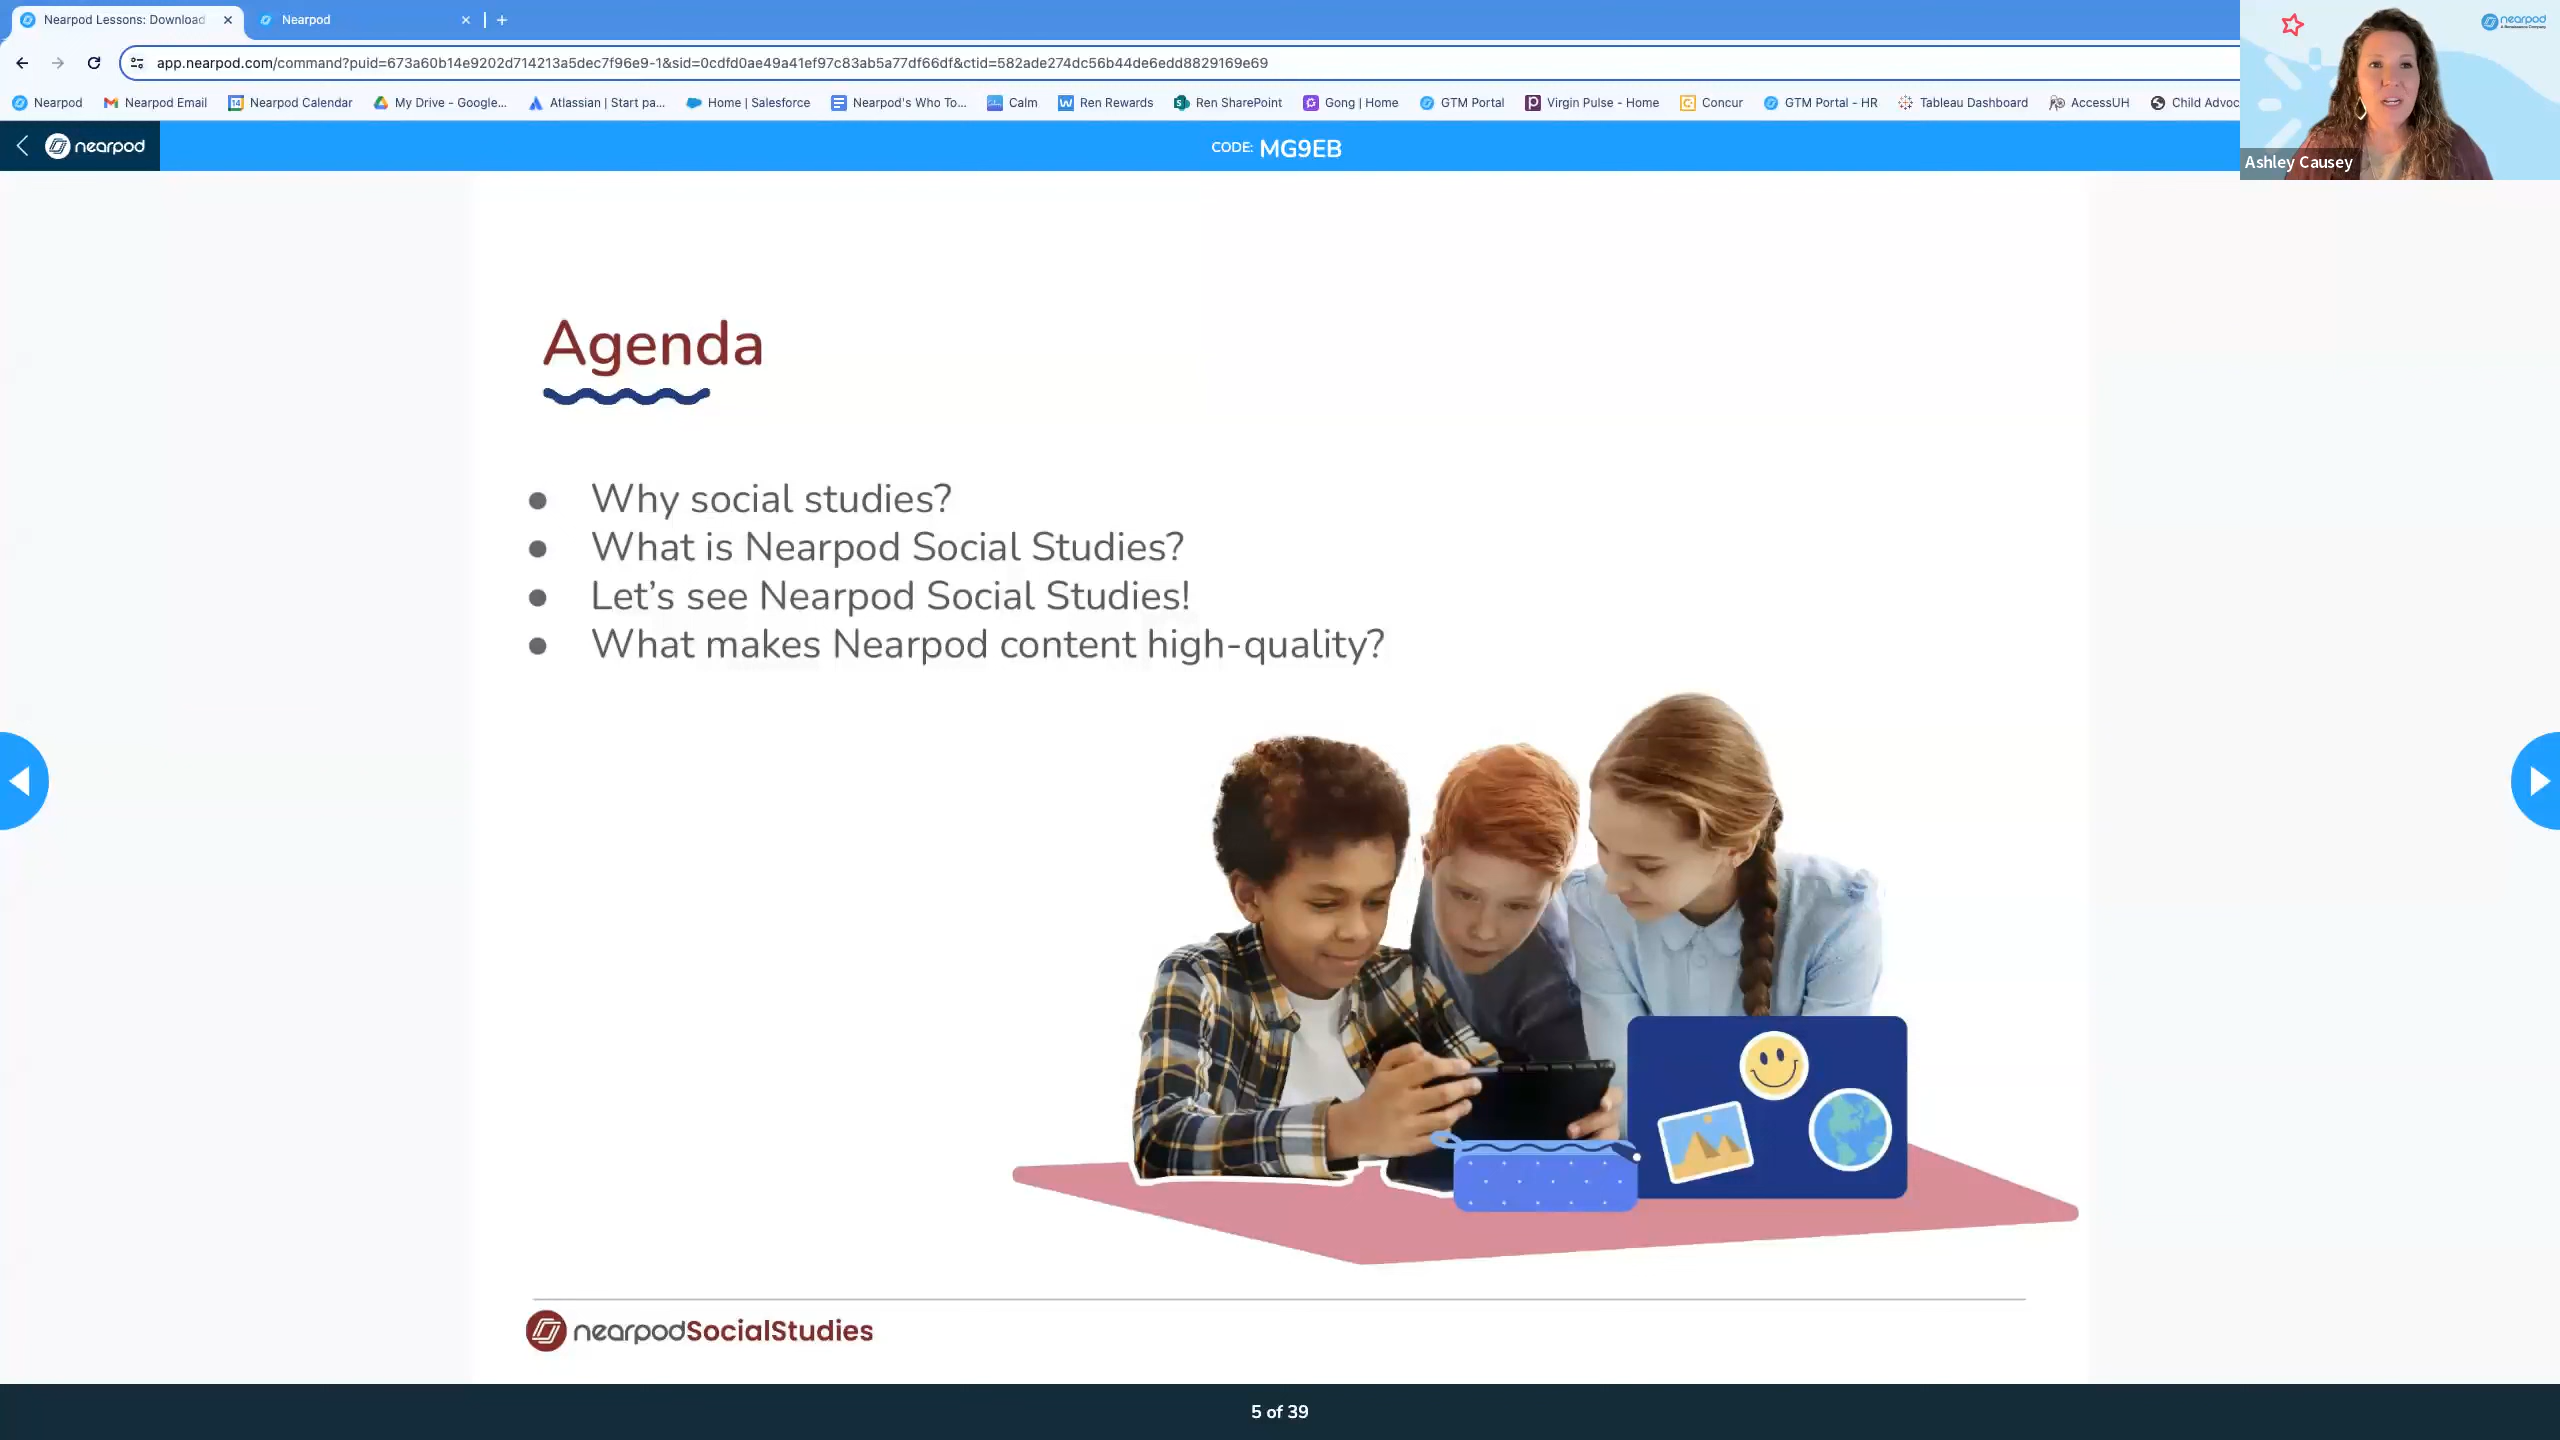 Nearpod Lessons: Download
Nearpod
app.nearpod.com/command?puid=673a60b14e9202d714213a5dec7f96e9-1&sid=0cdfd0ae49a41ef97c83ab5a77df66df&ctid=582ade274dc56b44de6edd8829169e69
Nearpod
Nearpod Email
Nearpod Calendar
My Drive - Google...
Atlassian | Start pa...
Home | Salesforce
Nearpod's Who To...
Calm
Ren Rewards
Ren SharePoint
Gong | Home
GTM Portal
Virgin Pulse - Home
Concur
GTM Portal - HR
Tableau Dashboard
AccessUH
Child Advoc
nearpod
Ashley Causey
nearpod
CODE: MG9EB
Agenda
● Why social studies?
● What is Nearpod Social Studies?
● Let's see Nearpod Social Studies!
● What makes Nearpod content high-quality?
nearpodSocialStudies
5 of 39